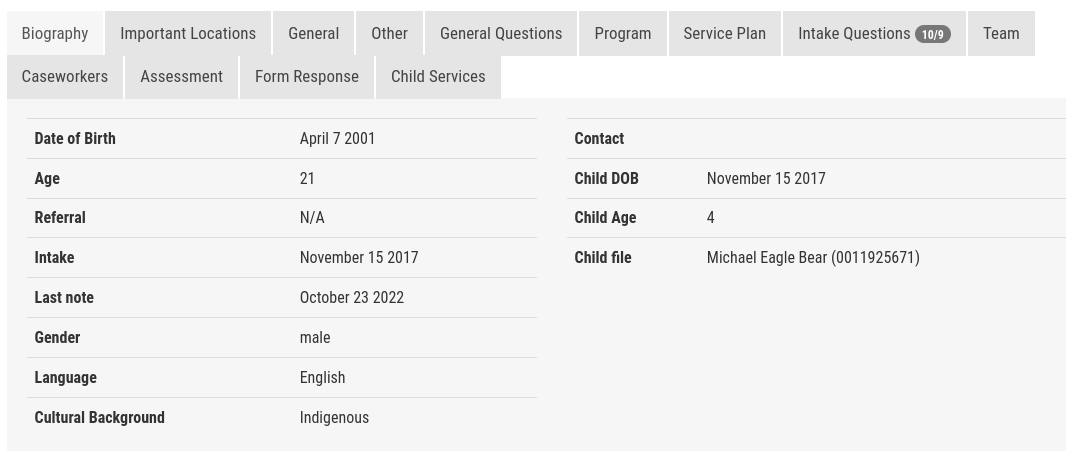 Biography Important Locations General Other General Questions Program Service Plan Intake Questions 10/9 Team
Caseworkers Assessment Form Response Child Services
Date of Birth April 7 2001
Age 21
Referral N/A
Intake November 15 2017
Last note October 23 2022
Gender male
Language English
Cultural Background Indigenous
Contact
Child DOB November 15 2017
Child Age 4
Child file Michael Eagle Bear (0011925671)